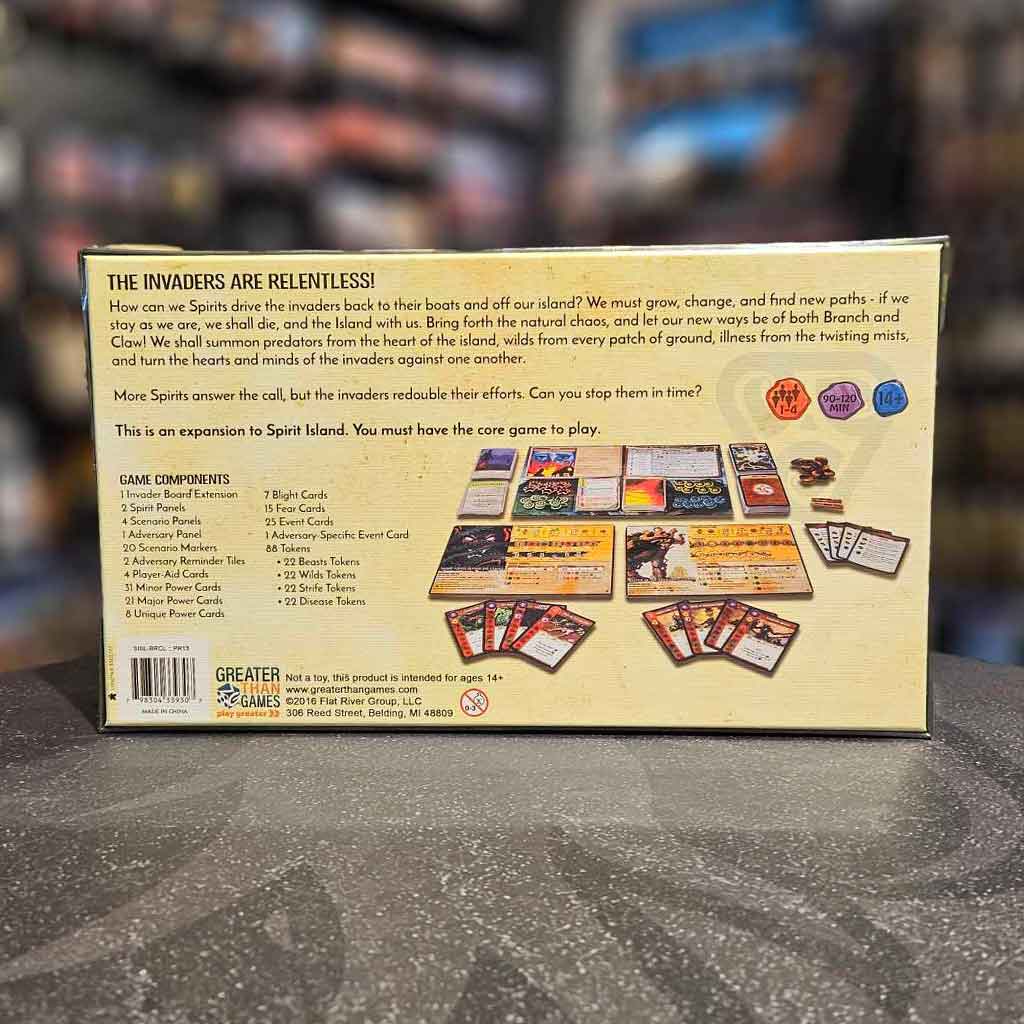 THE INVADERS ARE RELENTLESS!
How can we Spirits drive the invaders back to their boats and off our island? We must grow, change, and find new paths - if we
stay as we are, we shall die, and the Island with us. Bring forth the natural chaos, and let our new ways be of both Branch and
Claw! We shall summon predators from the heart of the island, wilds from every patch of ground, illness from the twisting mists,
and turn the hearts and minds of the invaders against one another.
More Spirits answer the call, but the invaders redouble their efforts. Can you stop them in time?
1-4
90-120
MIN
14+
This is an expansion to Spirit Island. You must have the core game to play.
GAME COMPONENTS
1 Invader Board Extension
2 Spirit Panels
4 Scenario Panels
1 Adversary Panel
20 Scenario Markers
2 Adversary Reminder Tiles
4 Player-Aid Cards
31 Minor Power Cards
21 Major Power Cards
8 Unique Power Cards
7 Blight Cards
15 Fear Cards
25 Event Cards
1 Adversary-Specific Event Card
88 Tokens
• 22 Beasts Tokens
• 22 Wilds Tokens
• 22 Strife Tokens
• 22 Disease Tokens
SISL-BRCL : PR13
7 98304 35930 7
MADE IN CHINA
GREATER
THAN
GAMES
play greater
Not a toy, this product is intended for ages 14+
www.greaterthangames.com
©2016 Flat River Group, LLC
306 Reed Street, Belding, MI 48809
0-3